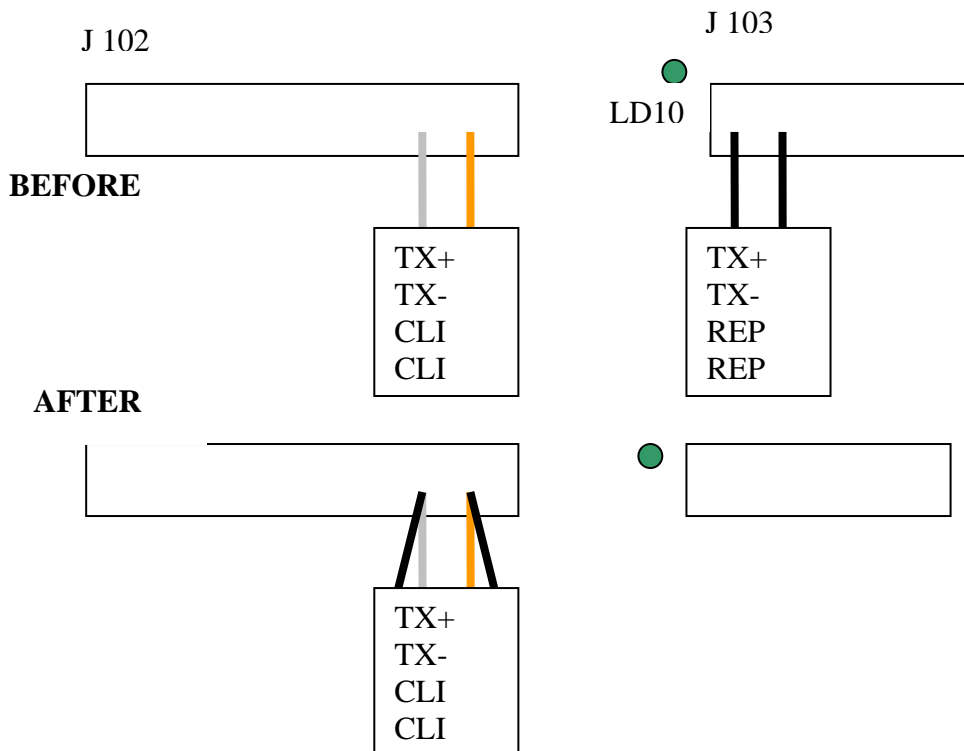 J 102
J 103
LD10
BEFORE
TX+
TX-
CLI
CLI
TX+
TX-
REP
REP
AFTER
TX+
TX-
CLI
CLI